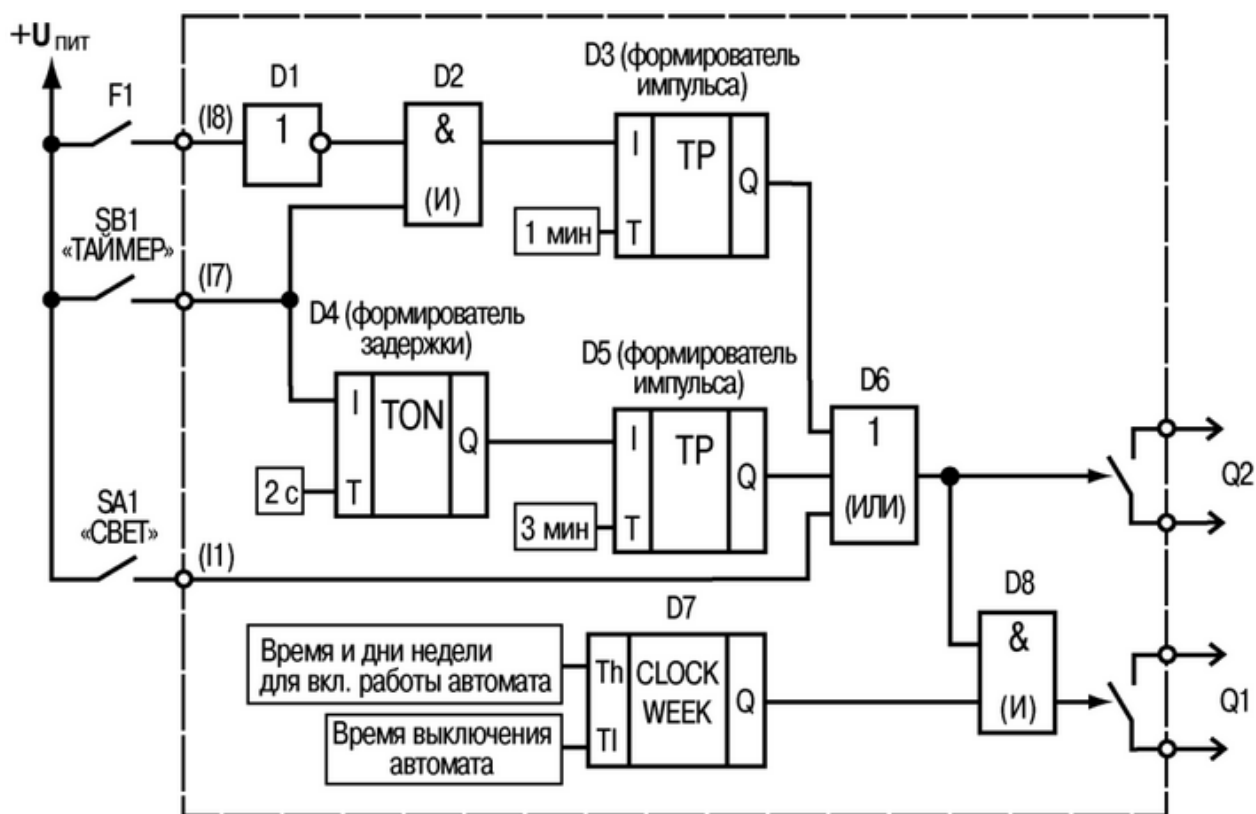 +Uпит
F1
(I8)
D1
1
D2
&
(И)
D3 (формирователь
импульса)
I
TP
Q
T
1 мин
SB1
«ТАЙМЕР»
(I7)
D4 (формирователь
задержки)
I
TON
Q
T
2 с
D5 (формирователь
импульса)
I
TP
Q
T
3 мин
D6
1
(ИЛИ)
Q2
SA1
«СВЕТ»
(I1)
D7
Время и дни недели
для вкл. работы автомата
Th
CLOCK
WEEK
Q
Tl
Время выключения
автомата
D8
&
(И)
Q1